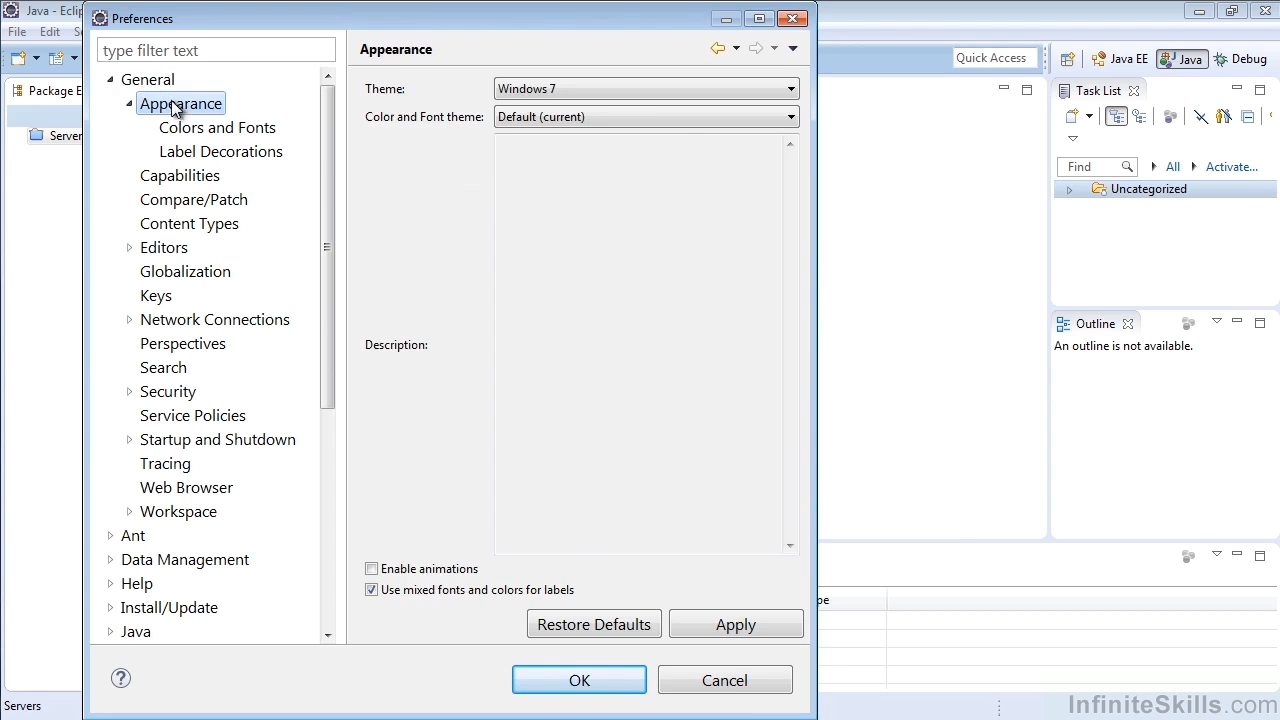 Java - Eclip
File Edit S
Package E
Server
Servers
Preferences
type filter text
General
Appearance
Colors and Fonts
Label Decorations
Capabilities
Compare/Patch
Content Types
Editors
Globalization
Keys
Network Connections
Perspectives
Search
Security
Service Policies
Startup and Shutdown
Tracing
Web Browser
Workspace
Ant
Data Management
Help
Install/Update
Java
Appearance
Theme: Windows 7
Color and Font theme: Default (current)
Description:
Enable animations
Use mixed fonts and colors for labels
Restore Defaults Apply
OK Cancel
Quick Access Java EE Java Debug
Task List
Find All Activate...
Uncategorized
Outline
An outline is not available.
pe
InfiniteSkills.com